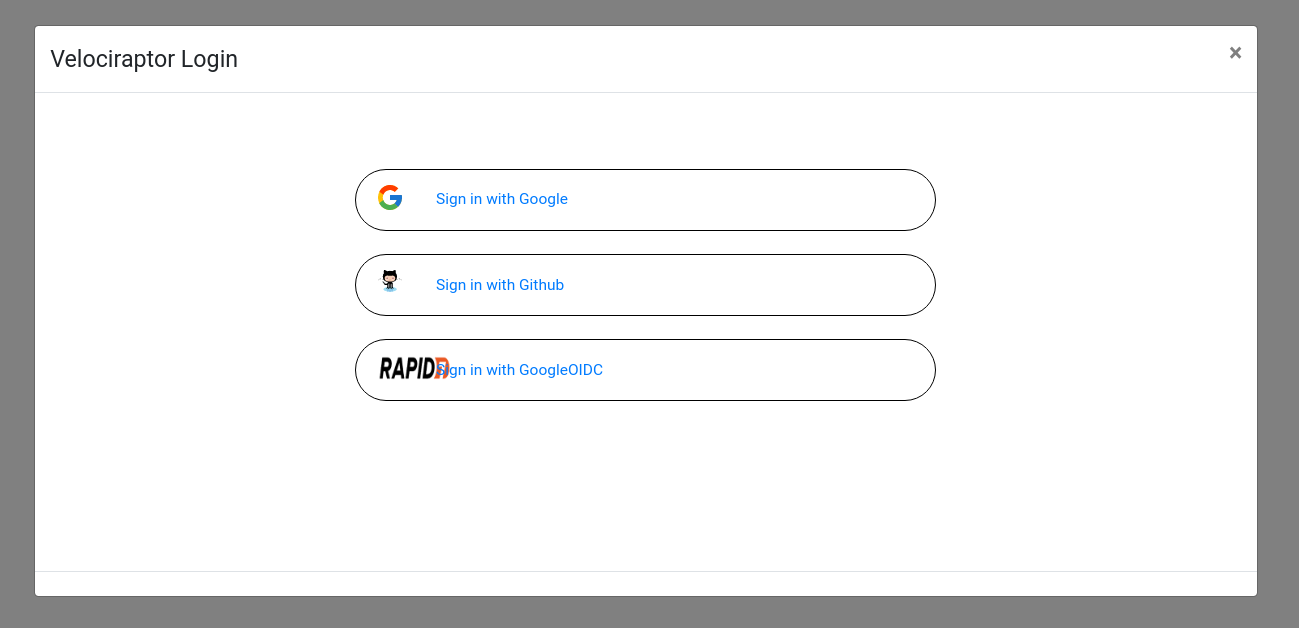 Velociraptor Login
×
Sign in with Google
Sign in with Github
RAPID7 Sign in with GoogleOIDC